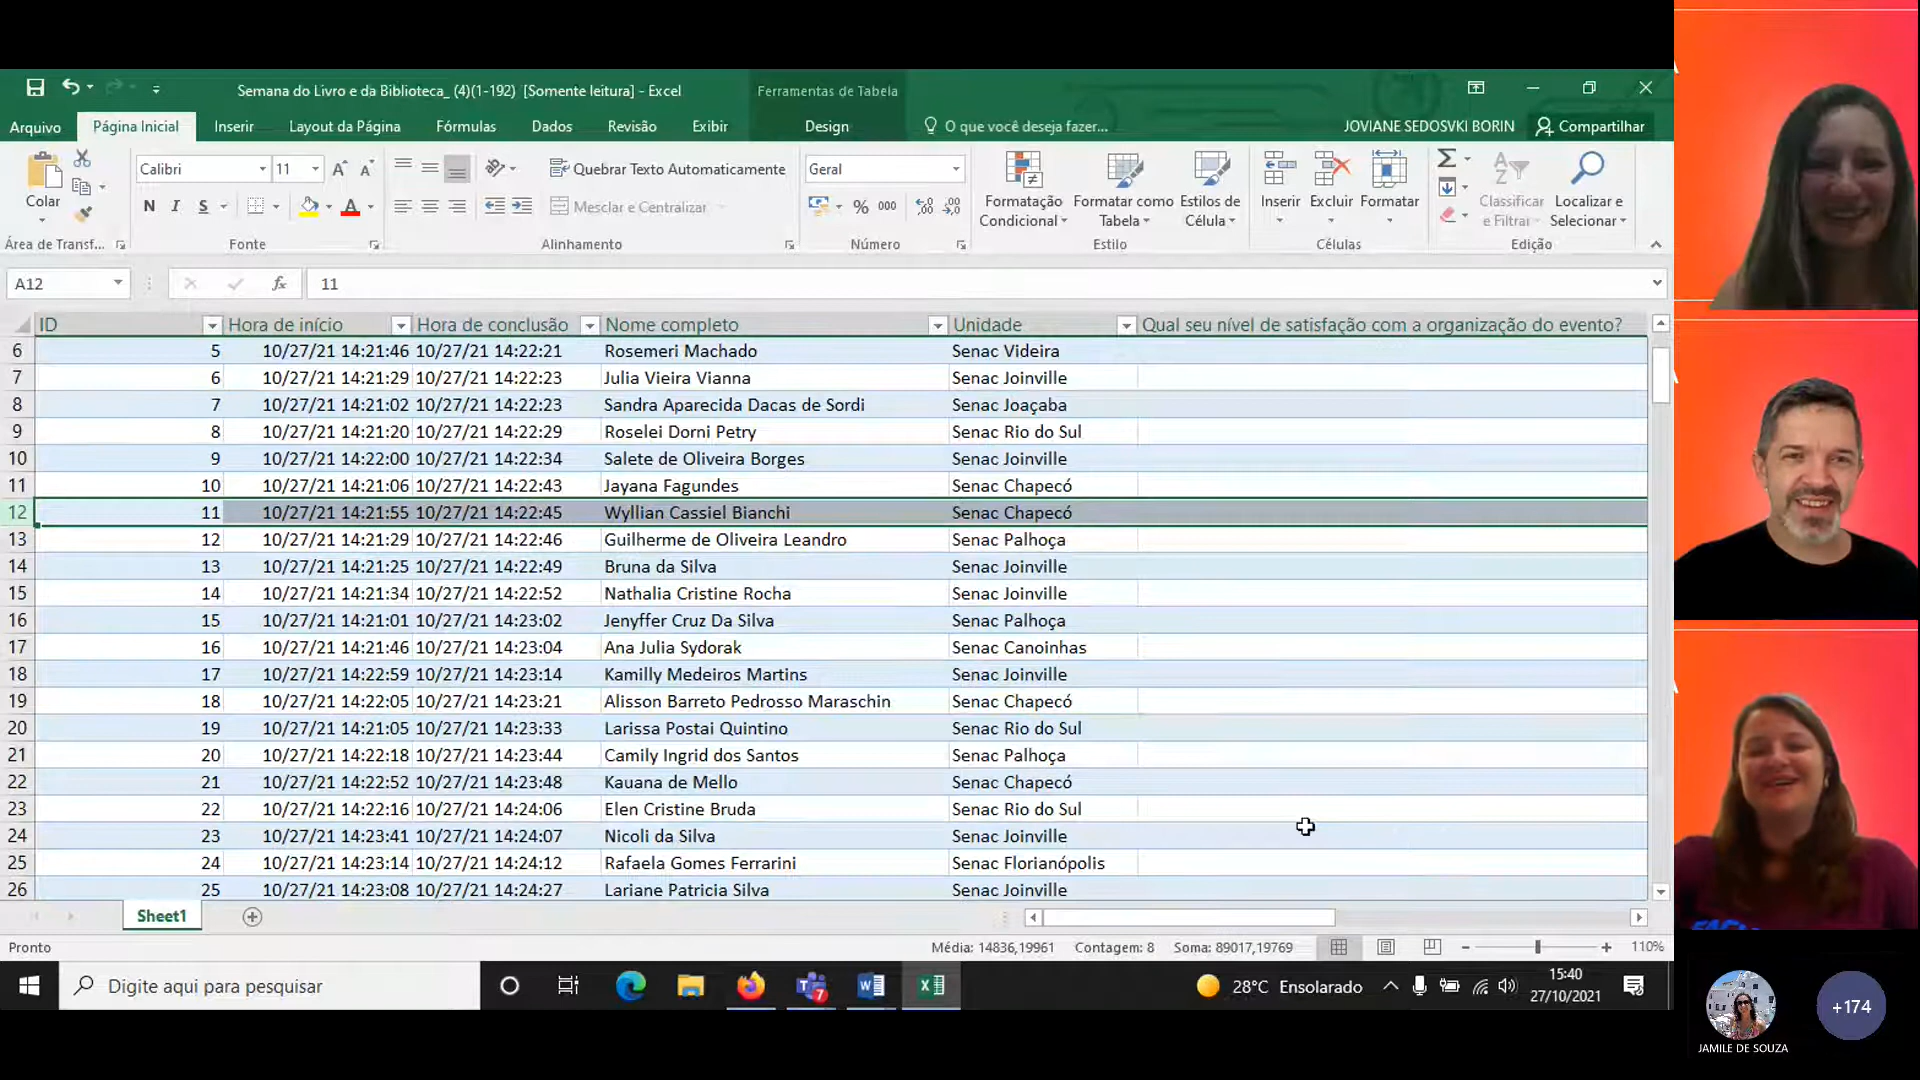 Semana do Livro e da Biblioteca_ (4)(1-192) [Somente leitura] - Excel
Ferramentas de Tabela
Arquivo Página Inicial Inserir Layout da Página Fórmulas Dados Revisão Exibir Design O que você deseja fazer... JOVIANE SEDOSVKI BORIN Compartilhar
Calibri 11 Quebrar Texto Automaticamente Geral
Colar N I S Mesclar e Centralizar % 000
Formatação Condicional
Formatar como Tabela
Estilos de Célula
Inserir Excluir Formatar
Classificar e Filtrar
Localizar e Selecionar
Área de Transf... Fonte Alinhamento Número Estilo Células Edição
A12 fx 11
ID Hora de início Hora de conclusão Nome completo Unidade Qual seu nível de satisfação com a organização do evento?
6 5 10/27/21 14:21:46 10/27/21 14:22:21 Rosemeri Machado Senac Videira
7 6 10/27/21 14:21:29 10/27/21 14:22:23 Julia Vieira Vianna Senac Joinville
8 7 10/27/21 14:21:02 10/27/21 14:22:23 Sandra Aparecida Dacas de Sordi Senac Joaçaba
9 8 10/27/21 14:21:20 10/27/21 14:22:29 Roselei Dorni Petry Senac Rio do Sul
10 9 10/27/21 14:22:00 10/27/21 14:22:34 Salete de Oliveira Borges Senac Joinville
11 10 10/27/21 14:21:06 10/27/21 14:22:43 Jayana Fagundes Senac Chapecó
12 11 10/27/21 14:21:55 10/27/21 14:22:45 Wyllian Cassiel Bianchi Senac Chapecó
13 12 10/27/21 14:21:29 10/27/21 14:22:46 Guilherme de Oliveira Leandro Senac Palhoça
14 13 10/27/21 14:21:25 10/27/21 14:22:49 Bruna da Silva Senac Joinville
15 14 10/27/21 14:21:34 10/27/21 14:22:52 Nathalia Cristine Rocha Senac Joinville
16 15 10/27/21 14:21:01 10/27/21 14:23:02 Jenyffer Cruz Da Silva Senac Palhoça
17 16 10/27/21 14:21:46 10/27/21 14:23:04 Ana Julia Sydorak Senac Canoinhas
18 17 10/27/21 14:22:59 10/27/21 14:23:14 Kamilly Medeiros Martins Senac Joinville
19 18 10/27/21 14:22:05 10/27/21 14:23:21 Alisson Barreto Pedrosso Maraschin Senac Chapecó
20 19 10/27/21 14:21:05 10/27/21 14:23:33 Larissa Postai Quintino Senac Rio do Sul
21 20 10/27/21 14:22:18 10/27/21 14:23:44 Camily Ingrid dos Santos Senac Palhoça
22 21 10/27/21 14:22:52 10/27/21 14:23:48 Kauana de Mello Senac Chapecó
23 22 10/27/21 14:22:16 10/27/21 14:24:06 Elen Cristine Bruda Senac Rio do Sul
24 23 10/27/21 14:23:41 10/27/21 14:24:07 Nicoli da Silva Senac Joinville
25 24 10/27/21 14:23:14 10/27/21 14:24:12 Rafaela Gomes Ferrarini Senac Florianópolis
26 25 10/27/21 14:23:08 10/27/21 14:24:27 Lariane Patricia Silva Senac Joinville
Sheet1
Pronto Média: 14836,19961 Contagem: 8 Soma: 89017,19769 110%
Digite aqui para pesquisar 7 28°C Ensolarado 15:40
27/10/2021
+174
JAMILE DE SOUZA